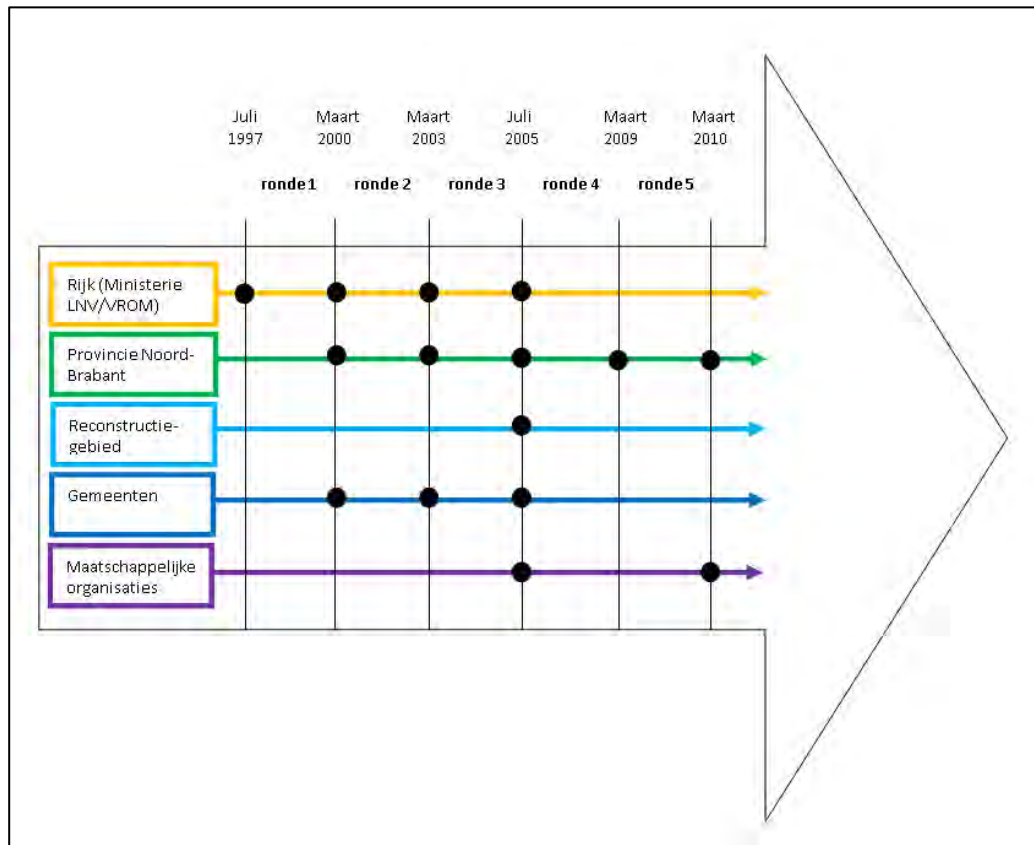 Juli Maart Maart Juli Maart Maart
1997 2000 2003 2005 2009 2010
ronde 1 ronde 2 ronde 3 ronde 4 ronde 5
Rijk (Ministerie
LNV/VROM)
Provincie Noord-
Brabant
Reconstructie-
gebied
Gemeenten
Maatschappelijke
organisaties